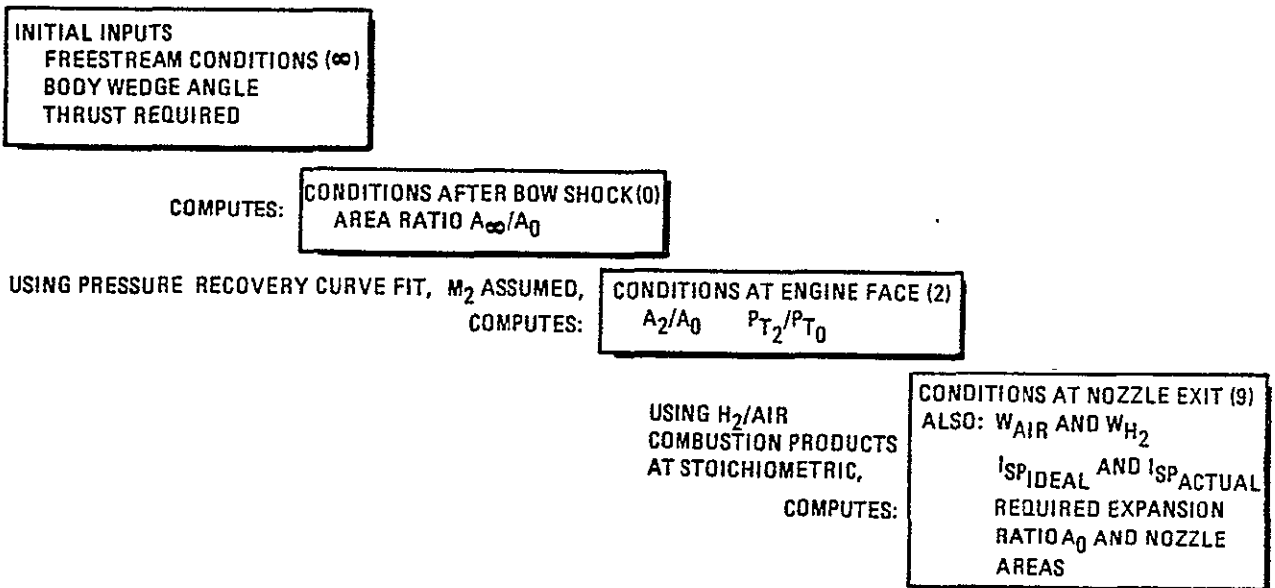 INITIAL INPUTS
FREESTREAM CONDITIONS (∞)
BODY WEDGE ANGLE
THRUST REQUIRED
COMPUTES:
CONDITIONS AFTER BOW SHOCK(0)
AREA RATIO A∞/A0
USING PRESSURE RECOVERY CURVE FIT, M2 ASSUMED,
COMPUTES:
CONDITIONS AT ENGINE FACE (2)
A2/A0 PT2/PT0
USING H2/AIR
COMBUSTION PRODUCTS
AT STOICHIOMETRIC,
COMPUTES:
CONDITIONS AT NOZZLE EXIT (9)
ALSO: WAIR AND WH2
ISPIDEAL AND ISPACTUAL
REQUIRED EXPANSION
RATIO A0 AND NOZZLE
AREAS